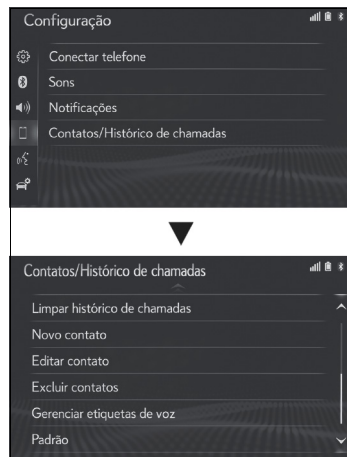 Configuração
Conectar telefone
Sons
Notificações
Contatos/Histórico de chamadas
Contatos/Histórico de chamadas
Limpar histórico de chamadas
Novo contato
Editar contato
Excluir contatos
Gerenciar etiquetas de voz
Padrão